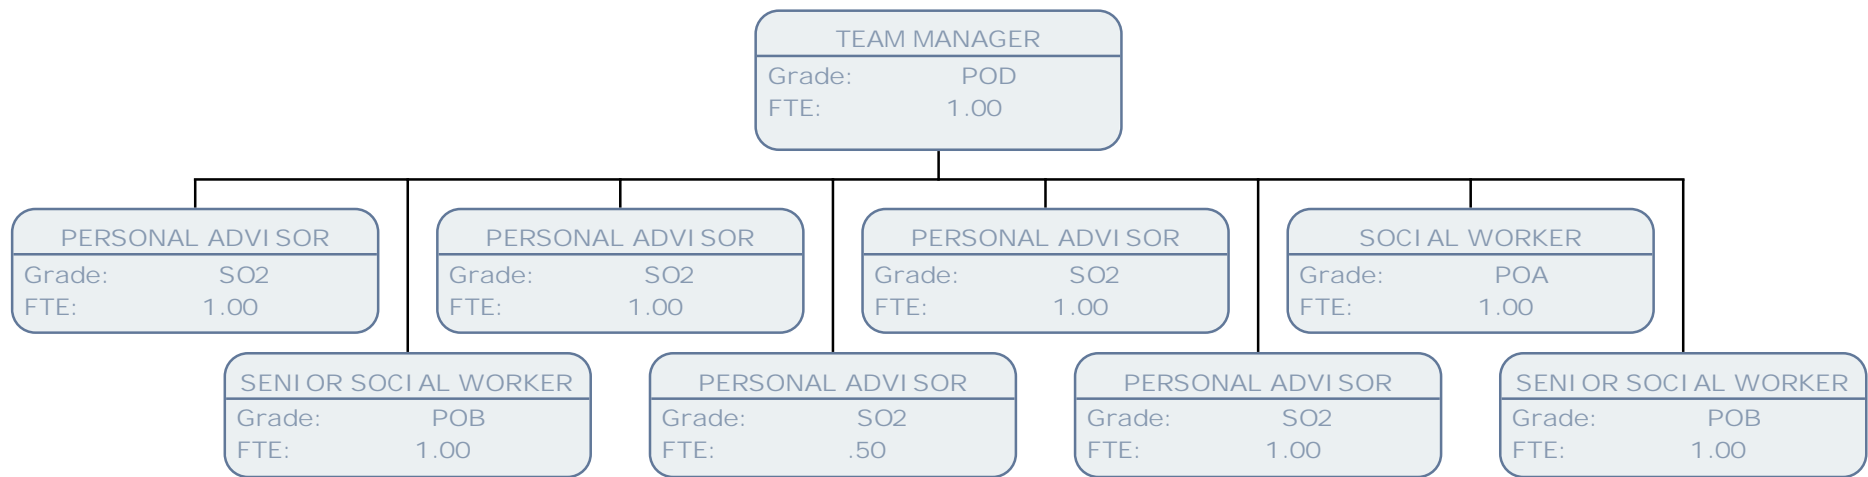 TEAM MANAGER
Grade: POD
FTE: 1.00
PERSONAL ADVISOR
Grade: SO2
FTE: 1.00
PERSONAL ADVISOR
Grade: SO2
FTE: 1.00
PERSONAL ADVISOR
Grade: SO2
FTE: 1.00
SOCIAL WORKER
Grade: POA
FTE: 1.00
SENIOR SOCIAL WORKER
Grade: POB
FTE: 1.00
PERSONAL ADVISOR
Grade: SO2
FTE: .50
PERSONAL ADVISOR
Grade: SO2
FTE: 1.00
SENIOR SOCIAL WORKER
Grade: POB
FTE: 1.00